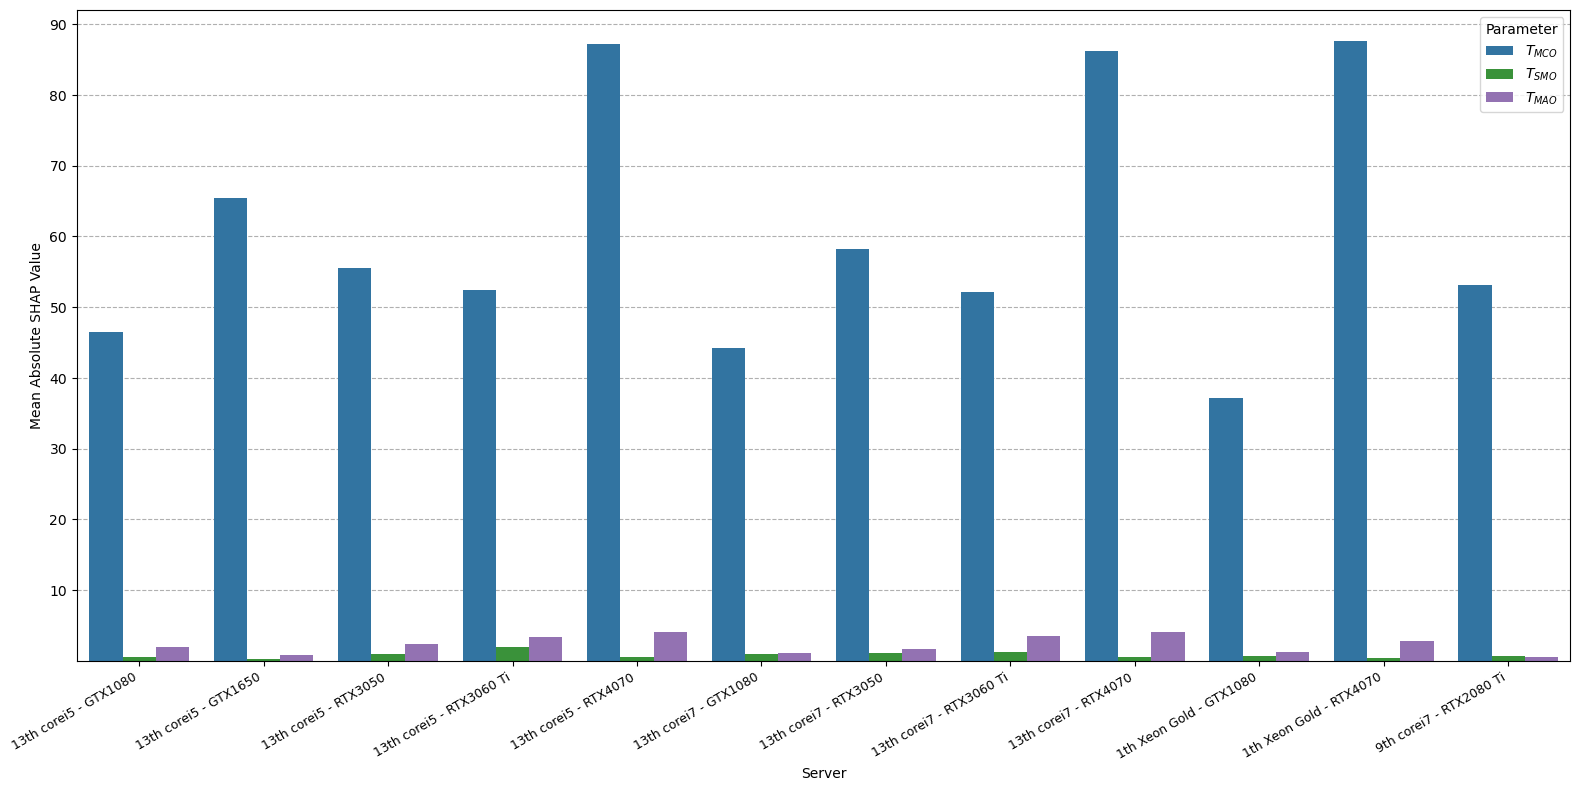 90
80
70
60
50
40
30
20
10
Mean Absolute SHAP Value
Parameter
T_MCO
T_SMO
T_MAO
13th corei5 - GTX1080
13th corei5 - GTX1650
13th corei5 - RTX3050
13th corei5 - RTX3060 Ti
13th corei5 - RTX4070
13th corei7 - GTX1080
13th corei7 - RTX3050
13th corei7 - RTX3060 Ti
13th corei7 - RTX4070
1th Xeon Gold - GTX1080
1th Xeon Gold - RTX4070
9th corei7 - RTX2080 Ti
Server